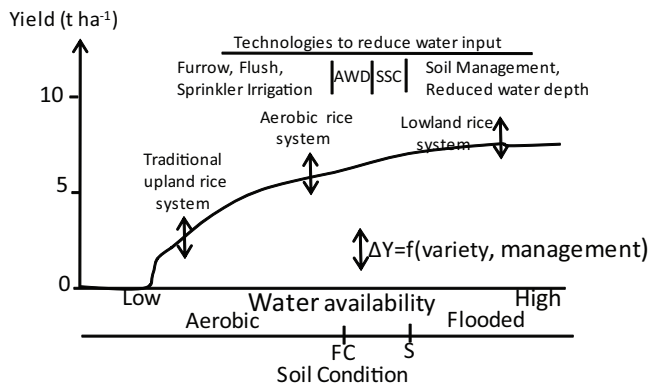 Yield (t ha-1)
Technologies to reduce water input
Furrow, Flush,
Sprinkler Irrigation
AWD
SSC
Soil Management,
Reduced water depth
10
Aerobic rice
system
Lowland rice
system
Traditional
upland rice
system
5
ΔY=f(variety, management)
0
Low
Water availability
High
Aerobic
Flooded
FC
S
Soil Condition